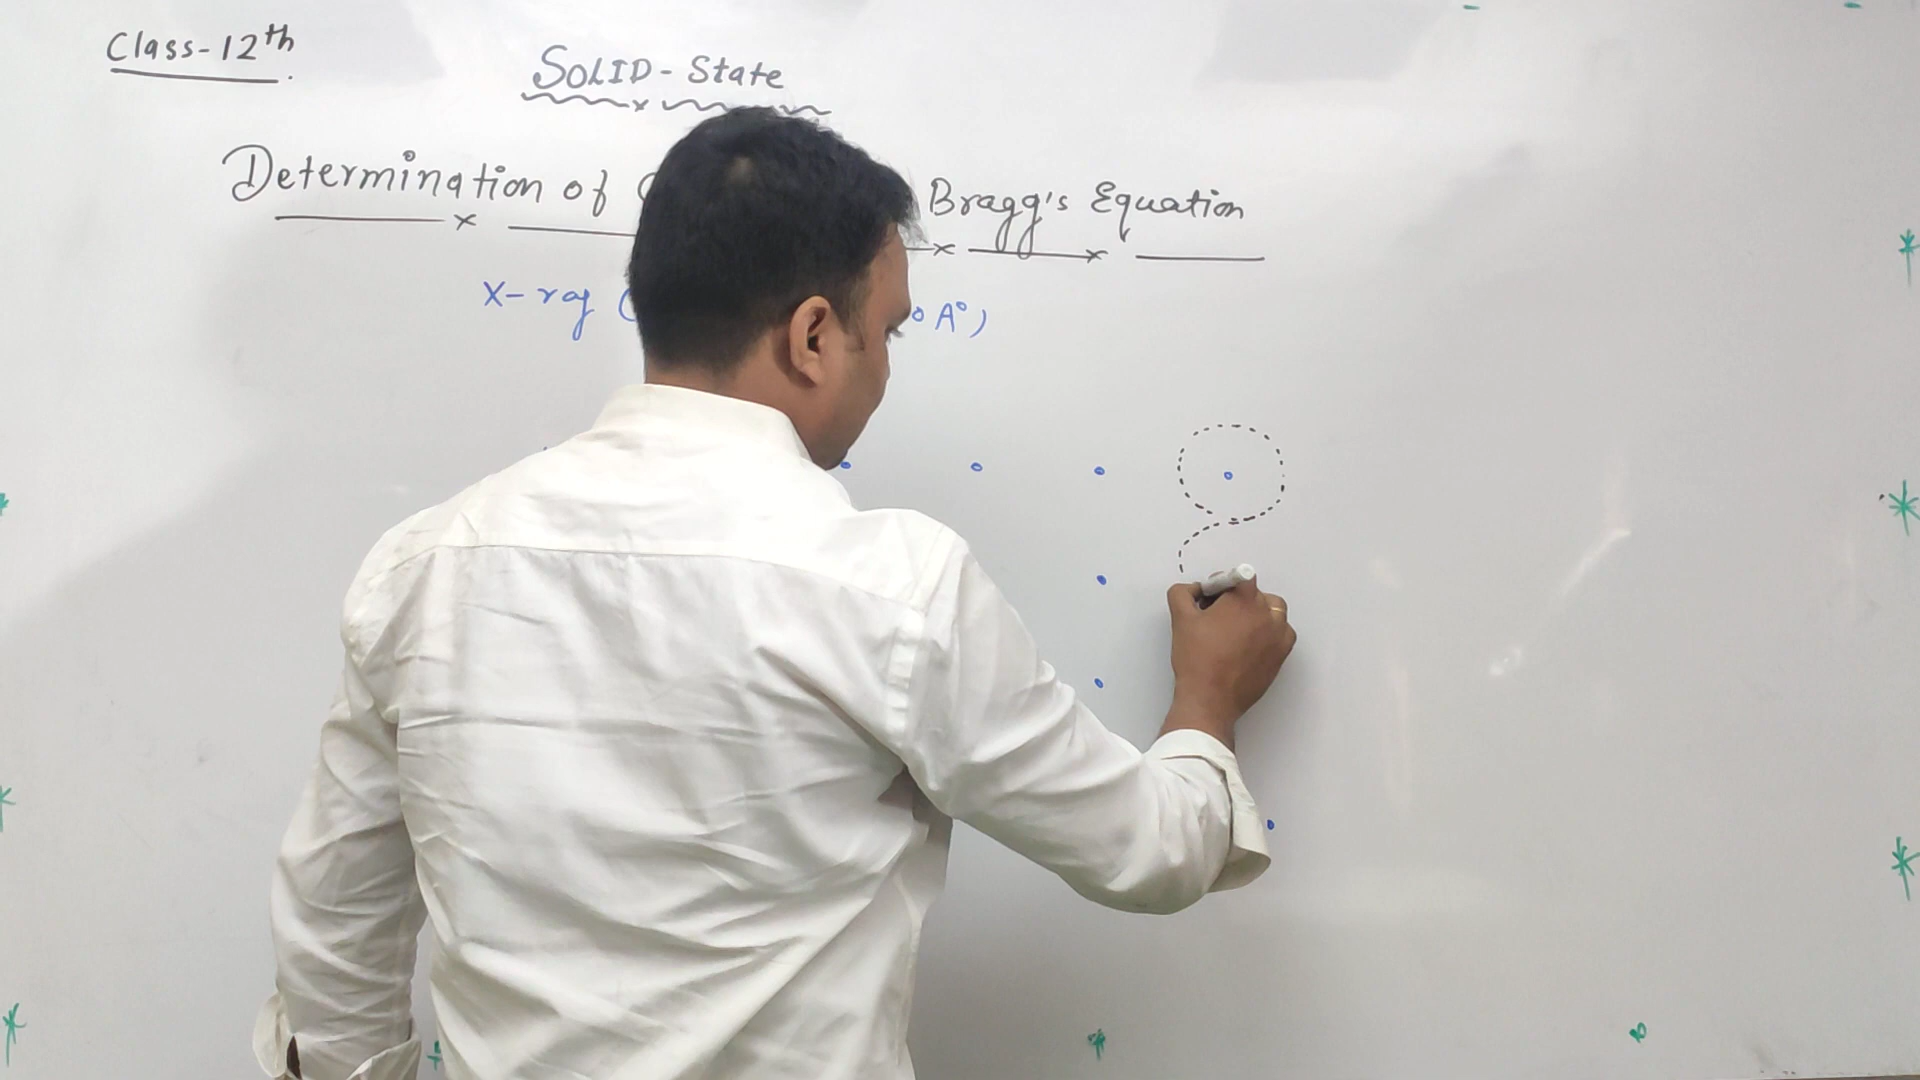 Class-12th
SOLID-State
Determination of Bragg's Equation
X-ray ( A°)